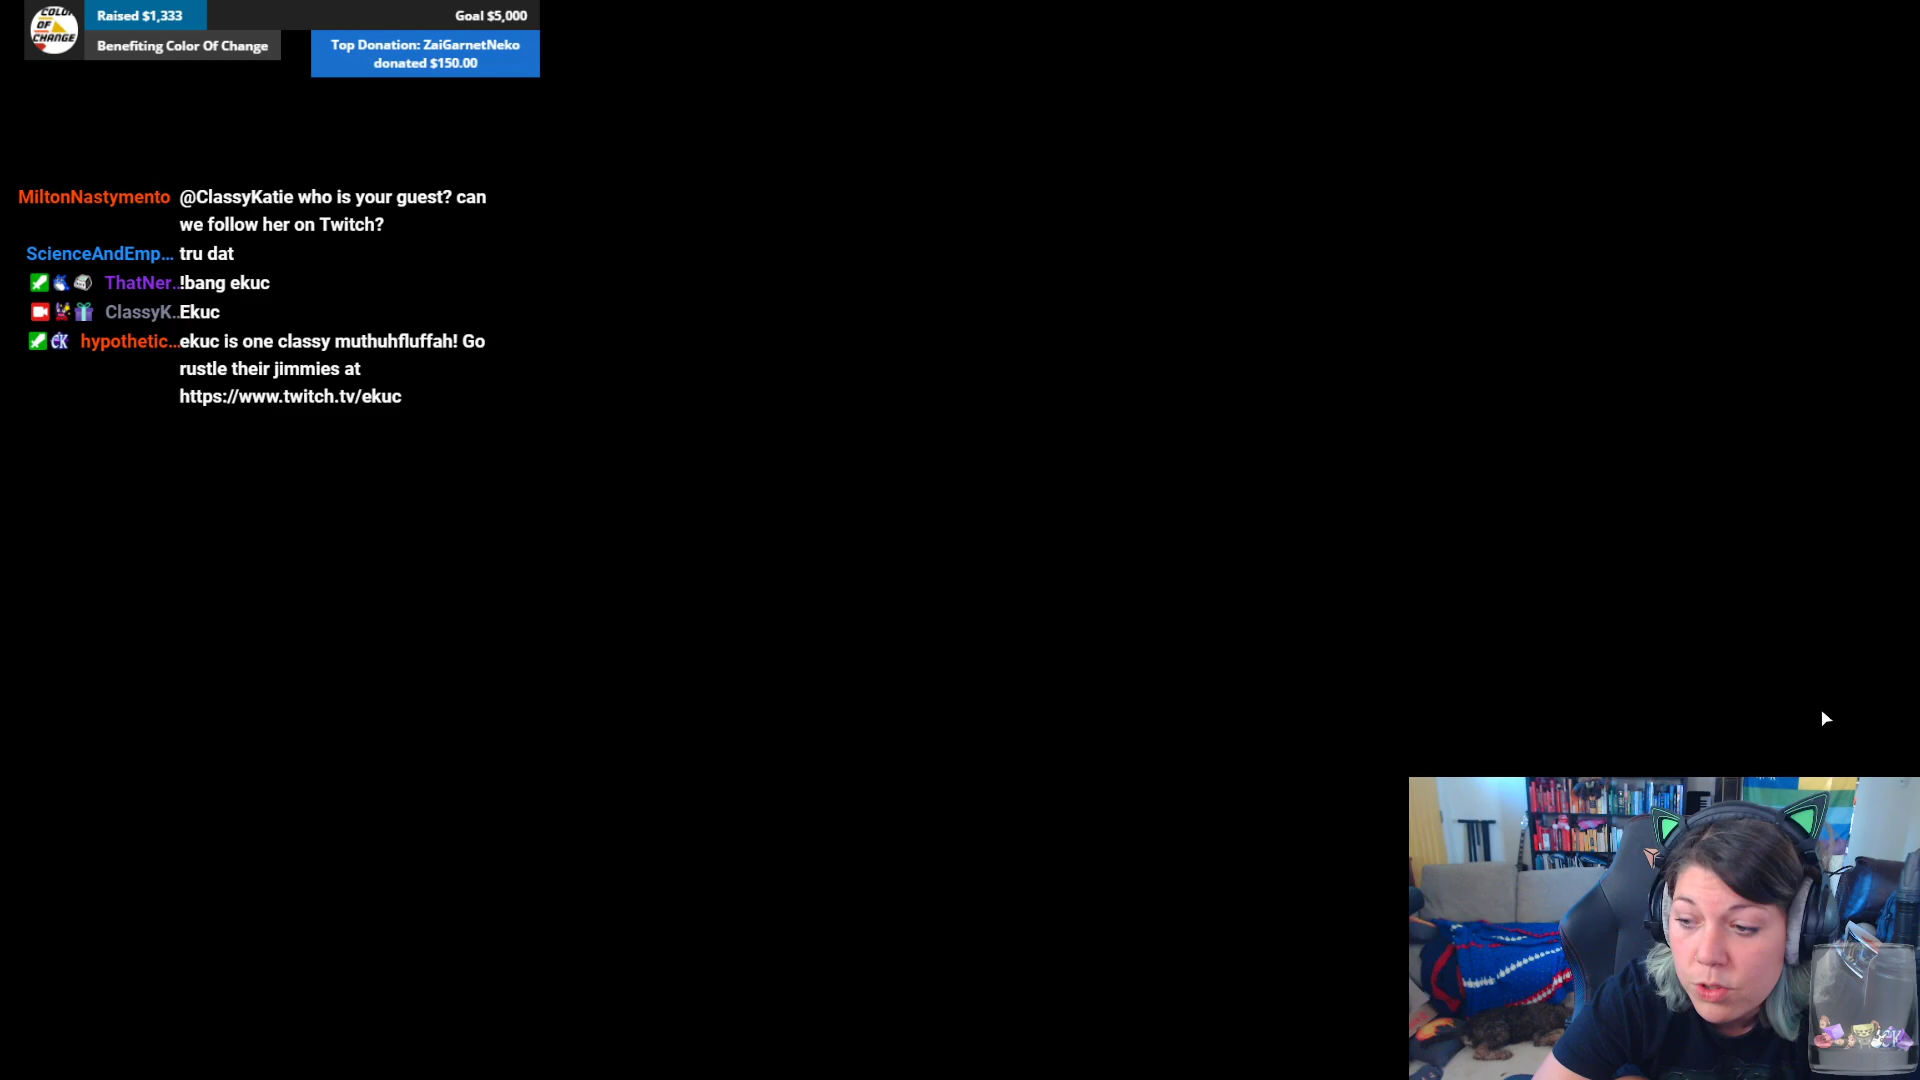 COLOR
OF
CHANGE
Raised $1,333
Goal $5,000
Benefiting Color Of Change
Top Donation: ZaiGarnetNeko
donated $150.00
MiltonNastymento @ClassyKatie who is your guest? can
we follow her on Twitch?
ScienceAndEmp... tru dat
ThatNer.. !bang ekuc
ClassyK.. Ekuc
CK hypothetic... ekuc is one classy muthuhfluffah! Go
rustle their jimmies at
https://www.twitch.tv/ekuc